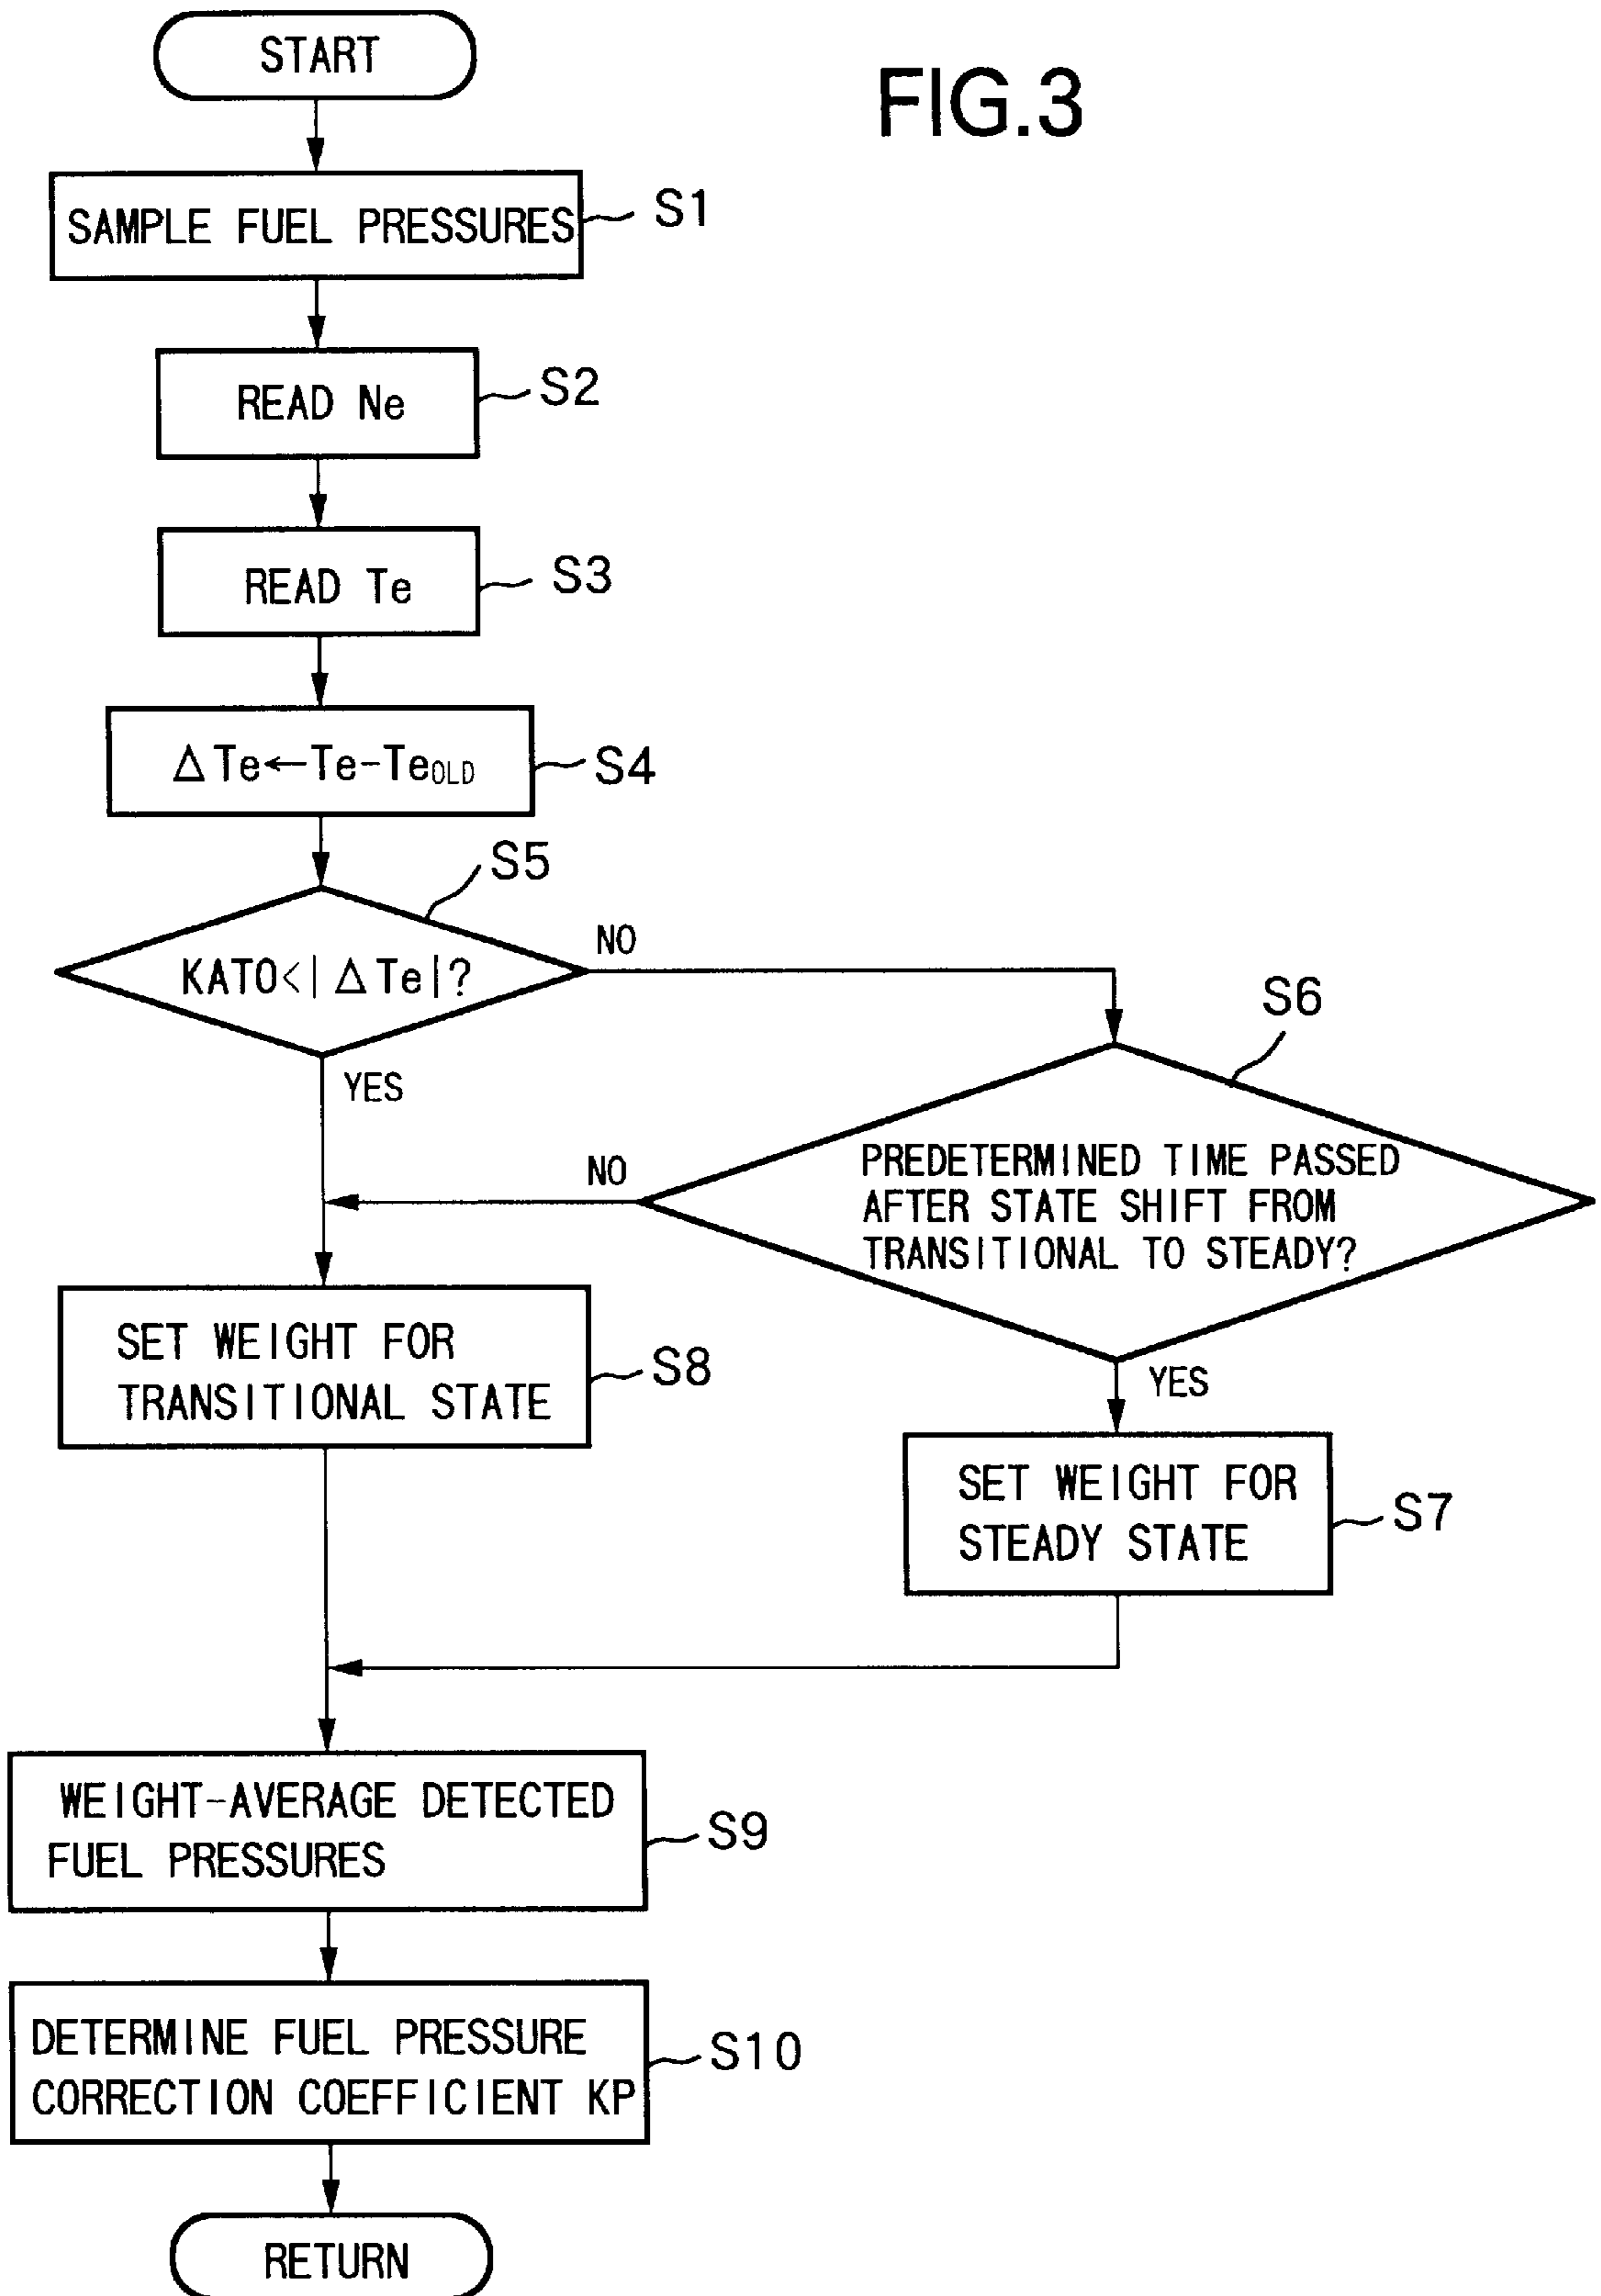 START
FIG.3
SAMPLE FUEL PRESSURES
S1
READ Ne
S2
READ Te
S3
ΔTe←Te-TeOLD
S4
S5
KATO<|ΔTe|?
NO
YES
S6
PREDETERMINED TIME PASSED
AFTER STATE SHIFT FROM
TRANSITIONAL TO STEADY?
NO
YES
SET WEIGHT FOR
TRANSITIONAL STATE
S8
SET WEIGHT FOR
STEADY STATE
S7
WEIGHT-AVERAGE DETECTED
FUEL PRESSURES
S9
DETERMINE FUEL PRESSURE
CORRECTION COEFFICIENT KP
S10
RETURN